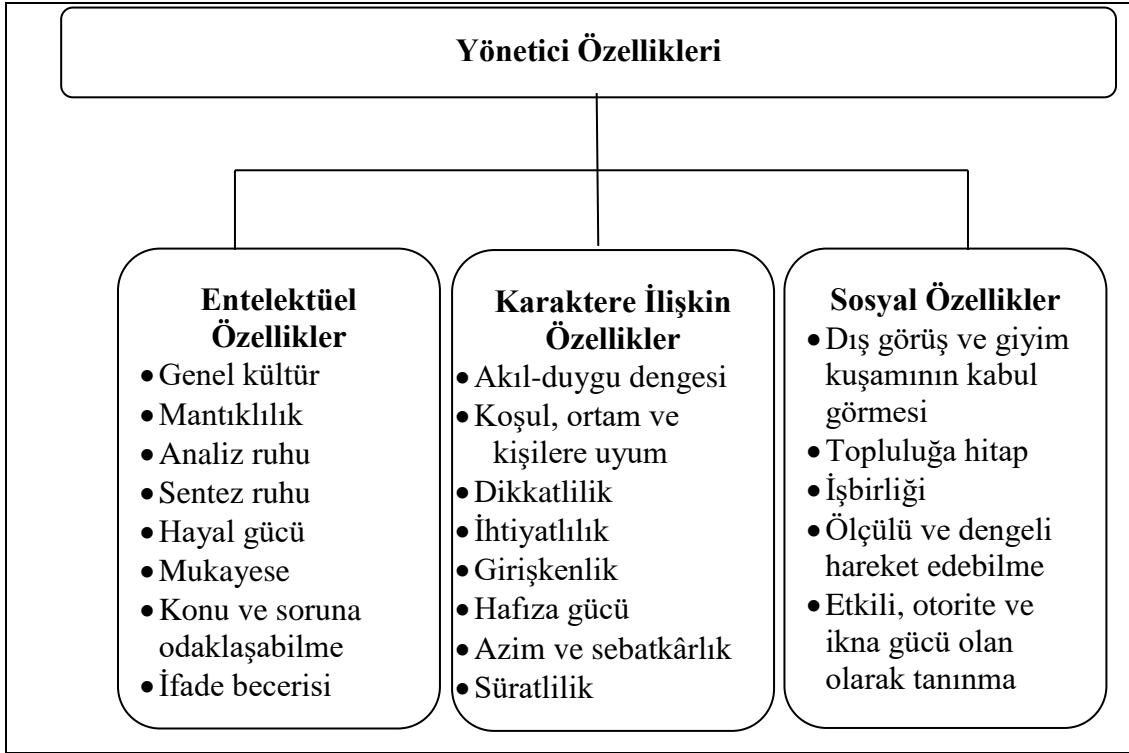 Yönetici Özellikleri
Entelektüel
Özellikler
• Genel kültür
• Mantıklılık
• Analiz ruhu
• Sentez ruhu
• Hayal gücü
• Mukayese
• Konu ve soruna
odaklaşabilme
• İfade becerisi
Karaktere İlişkin
Özellikler
• Akıl-duygu dengesi
• Koşul, ortam ve
kişilere uyum
• Dikkatlilik
• İhtiyatlılık
• Girişkenlik
• Hafıza gücü
• Azim ve sebatkârlık
• Süratlilik
Sosyal Özellikler
• Dış görüş ve giyim
kuşamının kabul
görmesi
• Topluluğa hitap
• İşbirliği
• Ölçülü ve dengeli
hareket edebilme
• Etkili, otorite ve
ikna gücü olan
olarak tanınma